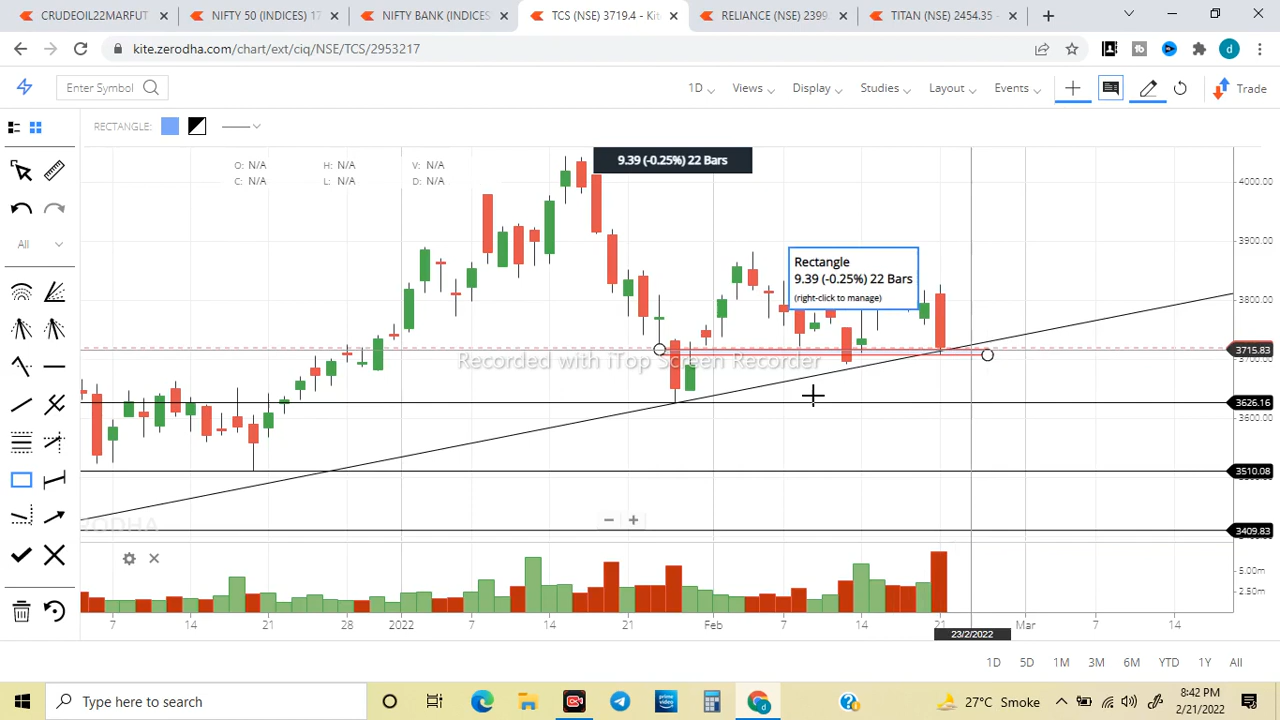 CRUDEOIL22MARFUT
NIFTY 50 (INDICES) 17
NIFTY BANK (INDICES
TCS (NSE) 3719.4 - Kite
RELIANCE (NSE) 2399.
TITAN (NSE) 2454.35 -
kite.zerodha.com/chart/ext/ciq/NSE/TCS/2953217
d
Enter Symbol
1D
Views
Display
Studies
Layout
Events
Trade
RECTANGLE:
O: N/A
H: N/A
V: N/A
C: N/A
L: N/A
D: N/A
9.39 (-0.25%) 22 Bars
4000.00
All
3900.00
Rectangle
9.39 (-0.25%) 22 Bars
(right-click to manage)
3800.00
3715.83
Recorded with iTop Screen Recorder
3626.16
3600.00
3510.08
3409.83
5.00m
2.50m
7
14
21
28
2022
7
14
21
Feb
7
14
21
Mar
7
14
23/2/2022
1D
5D
1M
3M
6M
YTD
1Y
All
Type here to search
prime video
27°C Smoke
8:42 PM
2/21/2022